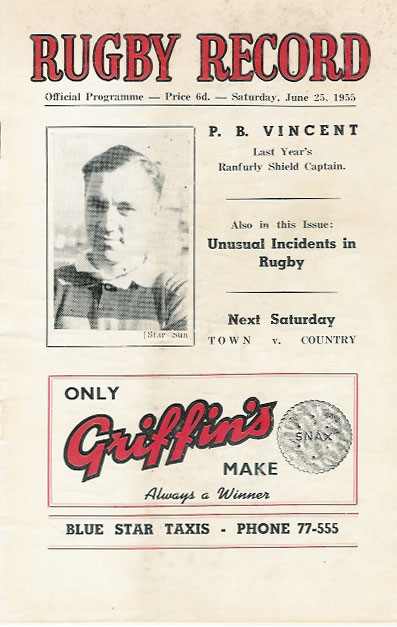 RUGBY RECORD
Official Programme — Price 6d. — Saturday, June 25, 1955
P. B. VINCENT
Last Year's
Ranfurly Shield Captain.
Also in this Issue:
Unusual Incidents in
Rugby
Next Saturday
TOWN v. COUNTRY
[Star Sun
ONLY
Griffin's
SNAX
MAKE
Always a Winner
BLUE STAR TAXIS - PHONE 77-555